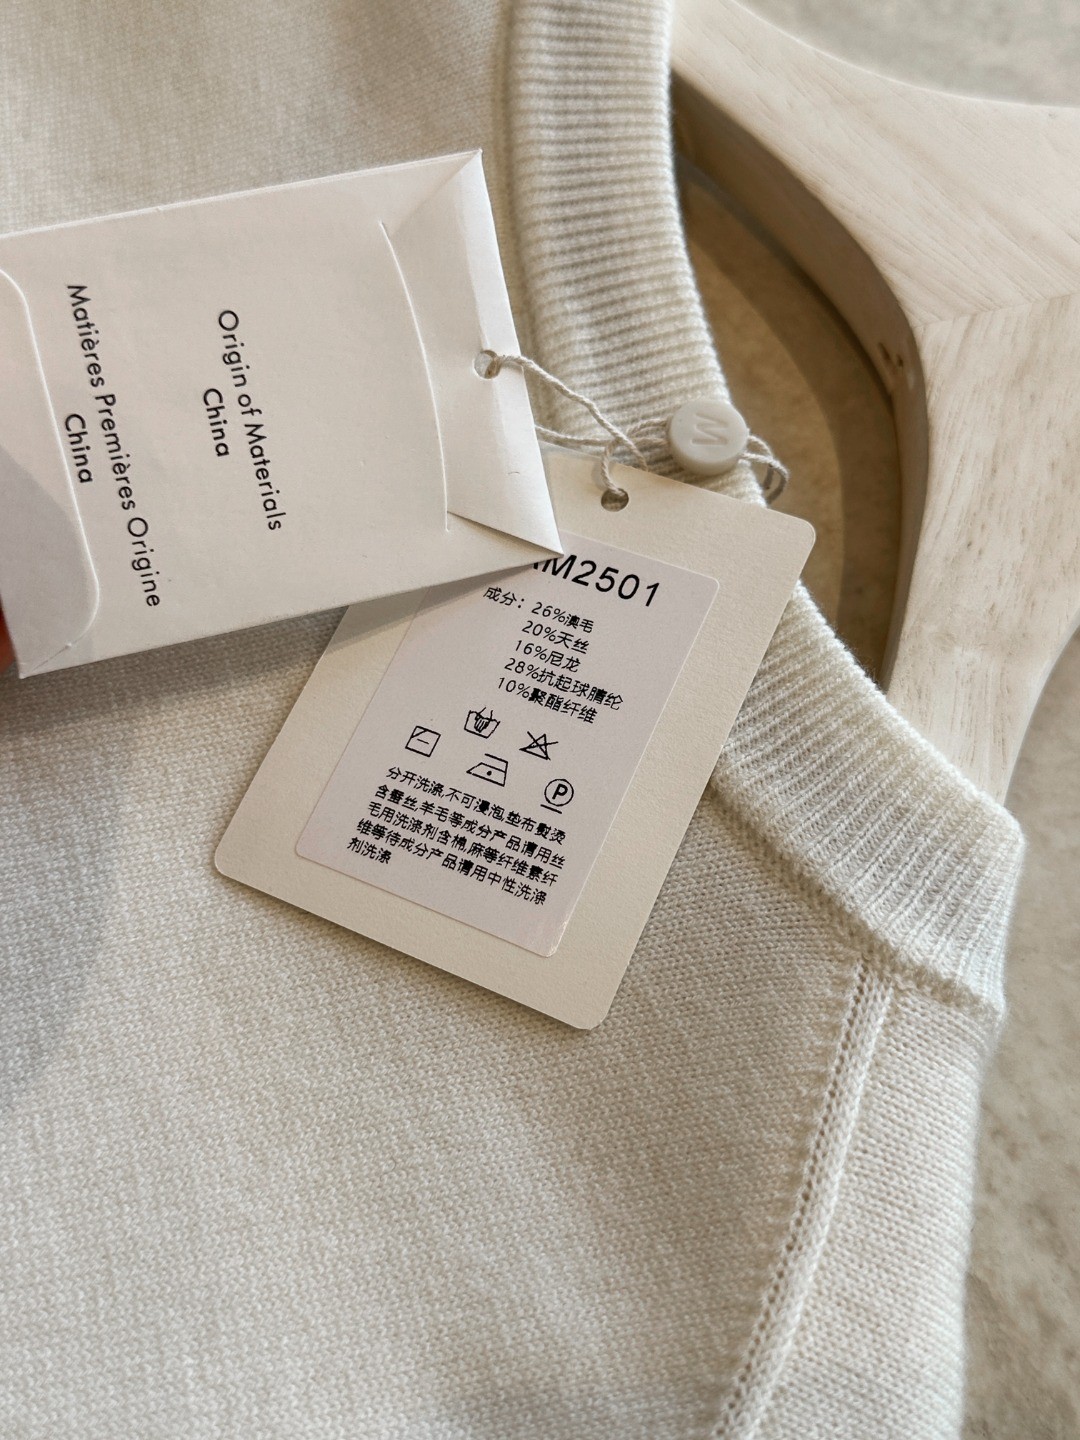 Origin of Materials
China
Matières Premières Origine
China
M
M2501
成分：26%澳毛
20%天丝
16%尼龙
28%抗起球腈纶
10%聚酯纤维
P
分开洗涤,不可浸泡,垫布熨烫
含蚕丝,羊毛等成分产品请用丝
毛用洗涤剂含棉,麻等纤维素纤
维等待成分产品请用中性洗涤
剂洗涤